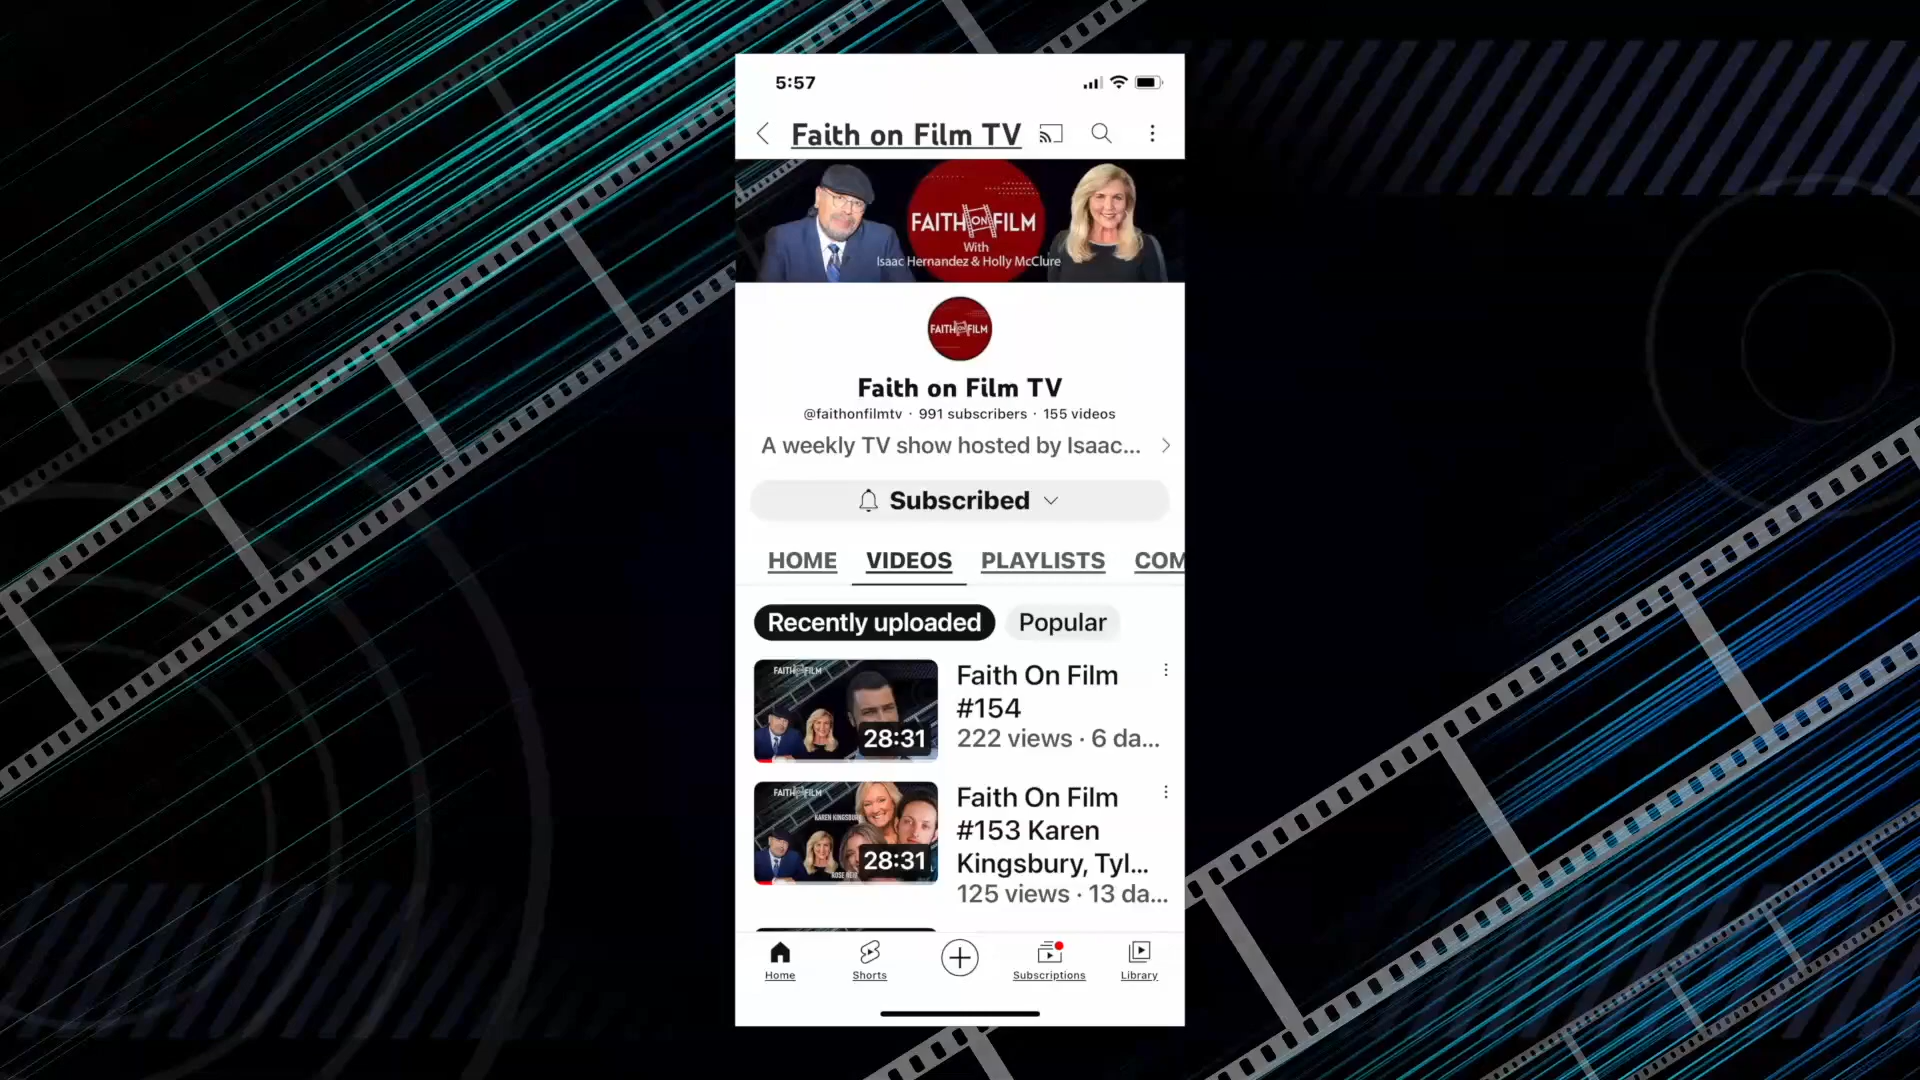 5:57
Faith on Film TV
FAITH ON FILM
With
Isaac Hernandez & Holly McClure
FAITH ON FILM
Faith on Film TV
@faithonfilmtv · 991 subscribers · 155 videos
A weekly TV show hosted by Isaac...
Subscribed
HOME VIDEOS PLAYLISTS COM
Recently uploaded Popular
FAITH ON FILM
28:31
Faith On Film
#154
222 views · 6 da...
FAITH ON FILM
KAREN KINGSBURY
ROSE REID
28:31
Faith On Film
#153 Karen
Kingsbury, Tyl...
125 views · 13 da...
Home Shorts Subscriptions Library